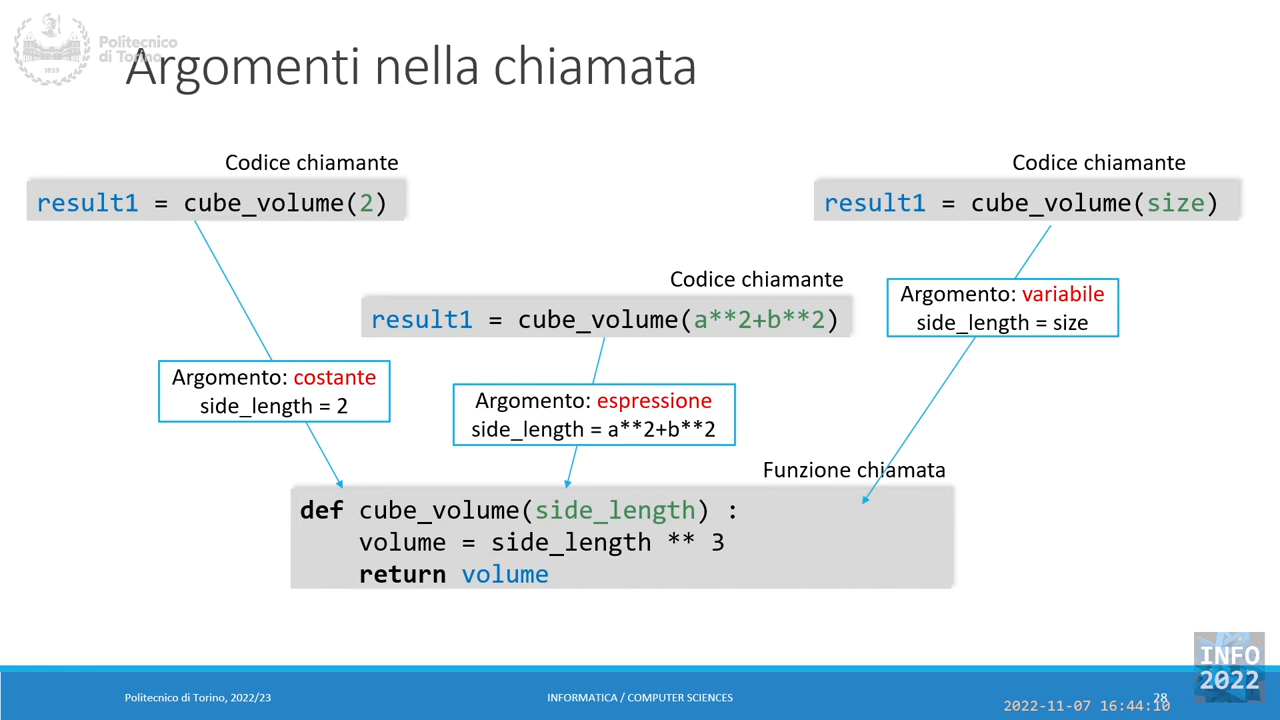 Politecnico
di Torino
1859
Argomenti nella chiamata
Codice chiamante
result1 = cube_volume(2)
Codice chiamante
result1 = cube_volume(size)
Codice chiamante
result1 = cube_volume(a**2+b**2)
Argomento: variabile
side_length = size
Argomento: costante
side_length = 2
Argomento: espressione
side_length = a**2+b**2
Funzione chiamata
def cube_volume(side_length) :
volume = side_length ** 3
return volume
Politecnico di Torino, 2022/23
INFORMATICA / COMPUTER SCIENCES
28
INFO
2022
2022-11-07 16:44:10